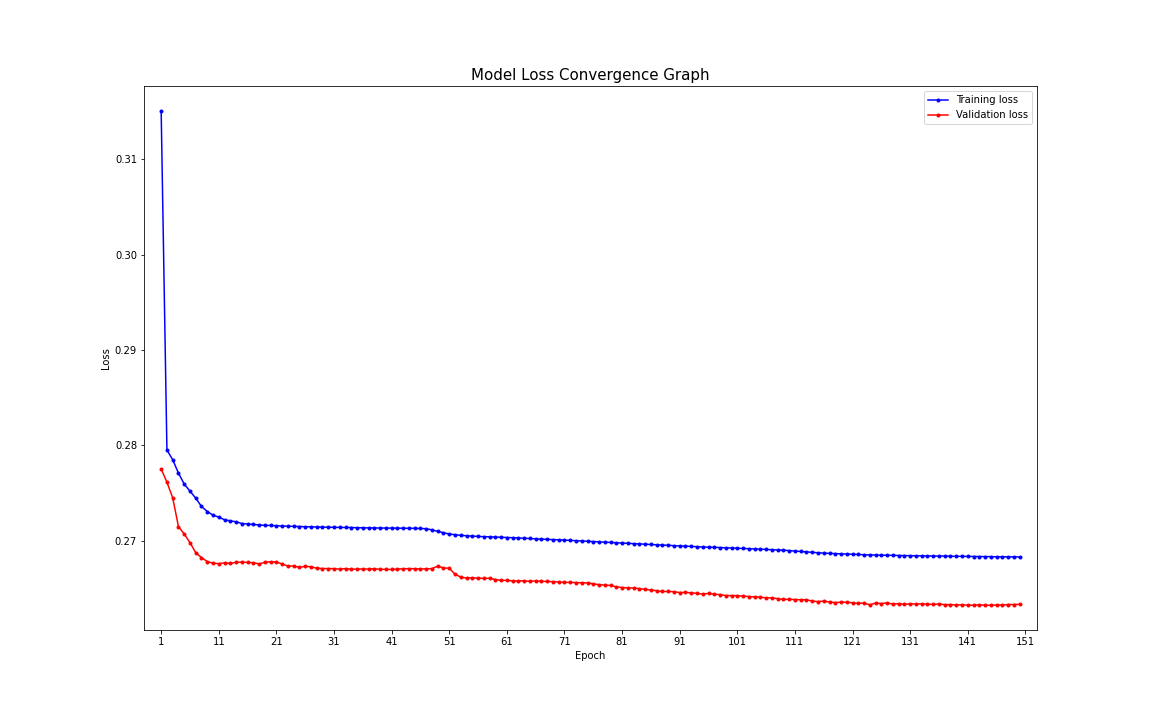 Model Loss Convergence Graph
Training loss
Validation loss
0.31
0.30
0.29
0.28
0.27
Loss
1 11 21 31 41 51 61 71 81 91 101 111 121 131 141 151
Epoch